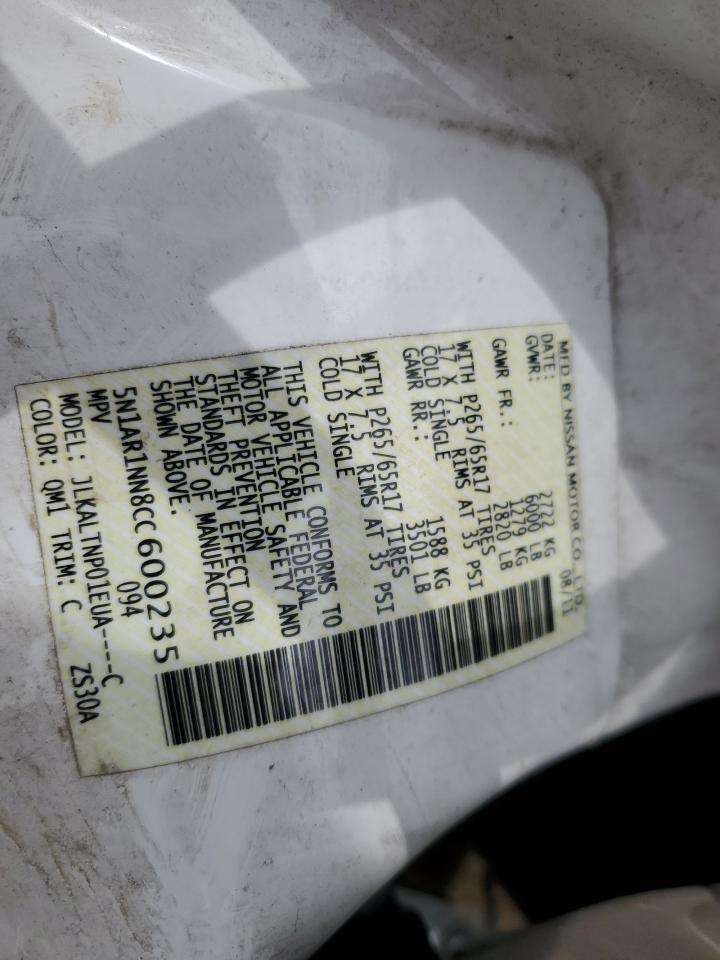 MFD BY NISSAN MOTOR CO., LTD.
DATE: 08/11
GVWR: 2722 KG
6000 LB
GAWR FR.: 1279 KG
2820 LB
WITH P265/65R17 TIRES
17 X 7.5 RIMS AT 35 PSI
COLD SINGLE
GAWR RR.: 1588 KG
3501 LB
WITH P265/65R17 TIRES
17 X 7.5 RIMS AT 35 PSI
COLD SINGLE
THIS VEHICLE CONFORMS TO
ALL APPLICABLE FEDERAL
MOTOR VEHICLE SAFETY AND
THEFT PREVENTION
STANDARDS IN EFFECT ON
THE DATE OF MANUFACTURE
SHOWN ABOVE.
5N1AR1NN8CC600235
MPV 094
MODEL: JLKALTNP01EUA----C
COLOR: QM1 TRIM: C ZS30A